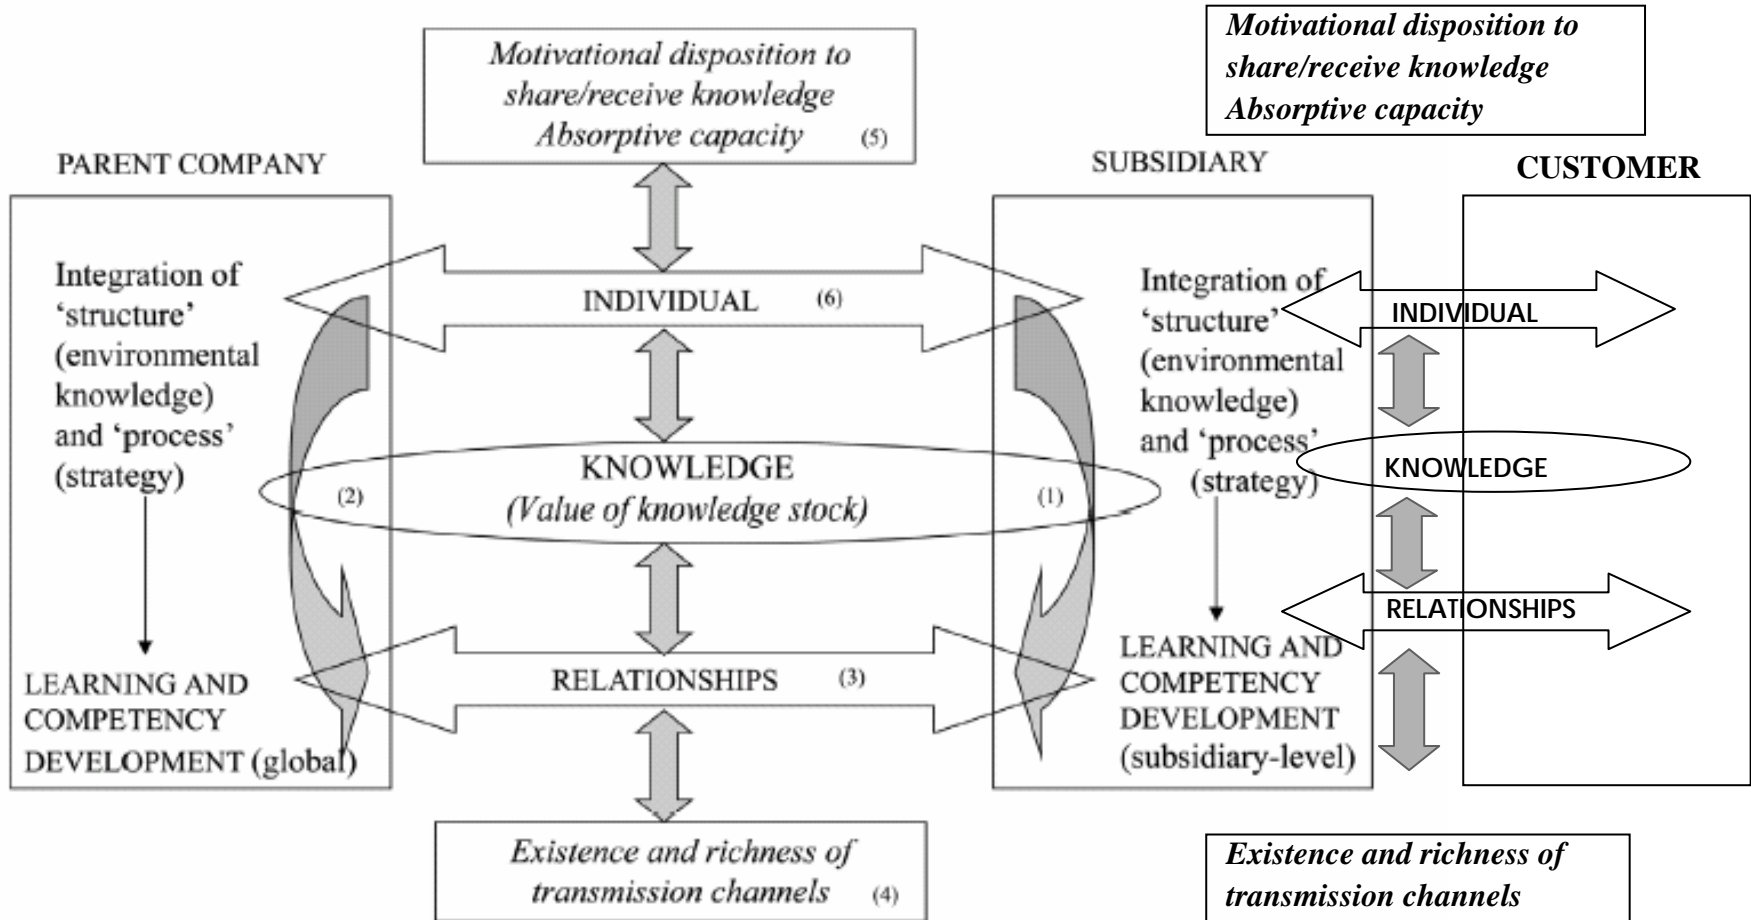 Motivational disposition to
share/receive knowledge
Absorptive capacity (5)
Motivational disposition to
share/receive knowledge
Absorptive capacity
PARENT COMPANY
SUBSIDIARY
CUSTOMER
Integration of
‘structure’
(environmental
knowledge)
and ‘process’
(strategy)
LEARNING AND
COMPETENCY
DEVELOPMENT (global)
INDIVIDUAL (6)
KNOWLEDGE
(Value of knowledge stock)
(2)
(1)
RELATIONSHIPS (3)
Existence and richness of
transmission channels (4)
Integration of
‘structure’
(environmental
knowledge)
and ‘process’
(strategy)
LEARNING AND
COMPETENCY
DEVELOPMENT
(subsidiary-level)
INDIVIDUAL
KNOWLEDGE
RELATIONSHIPS
Existence and richness of
transmission channels